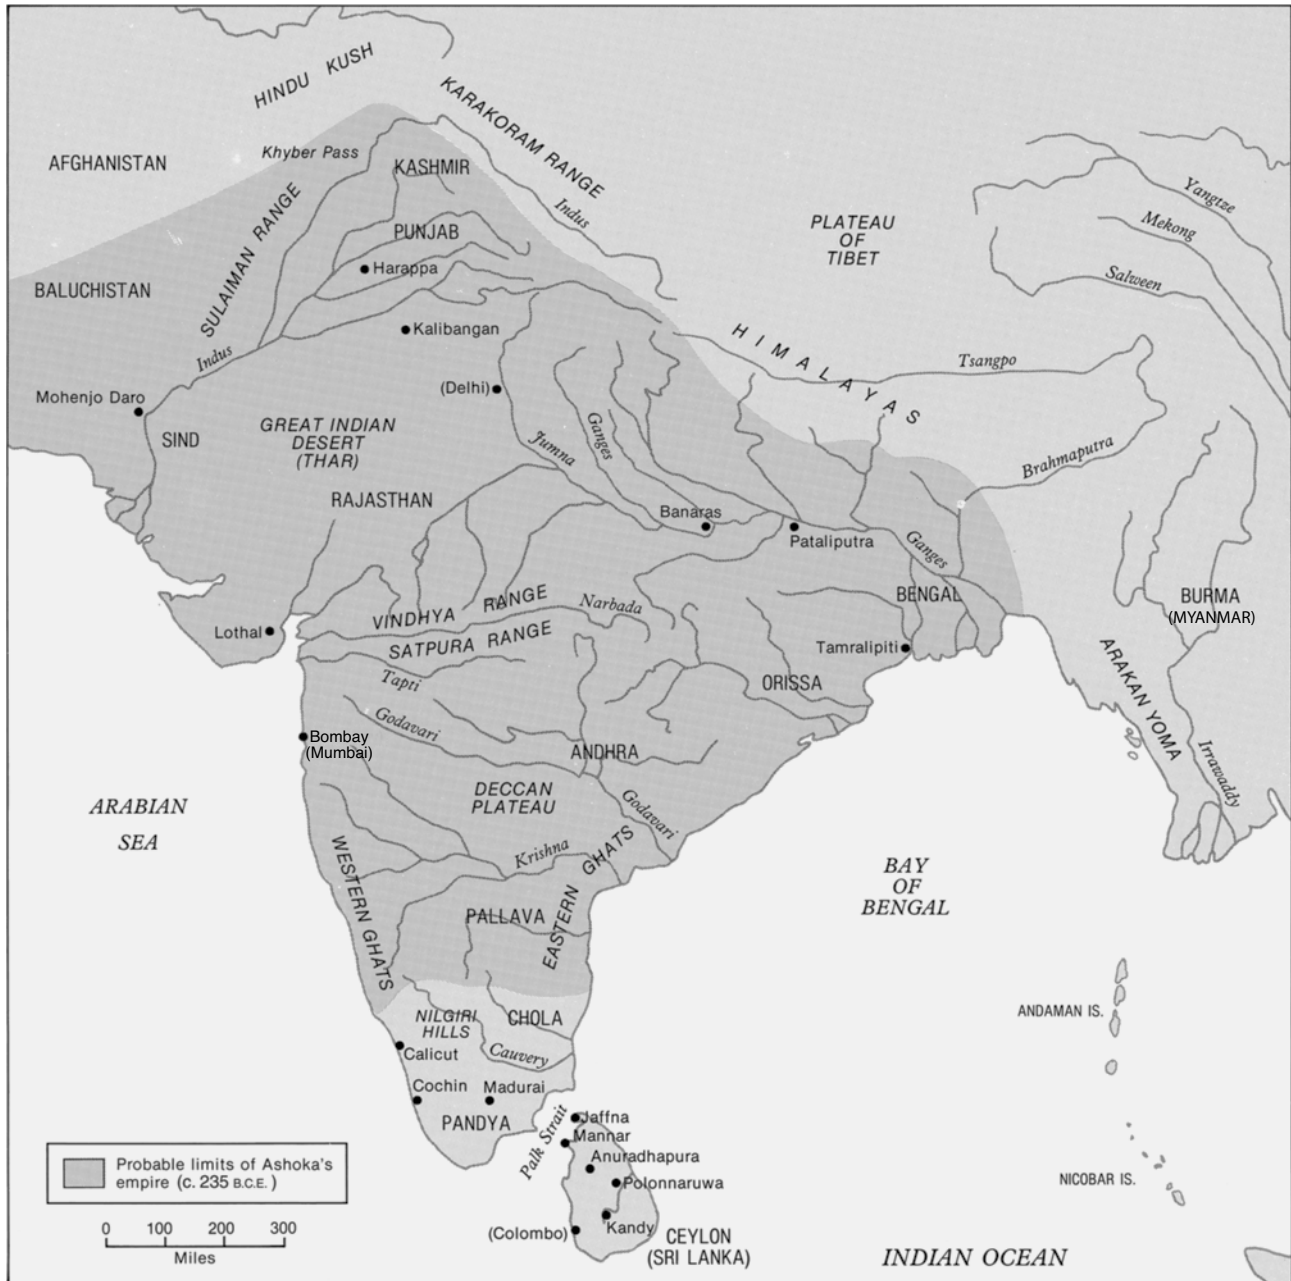 HINDU KUSH
KARAKORAM RANGE
AFGHANISTAN
Khyber Pass
KASHMIR
Indus
Yangtze
Mekong
Salween
PLATEAU
OF
TIBET
SULAIMAN RANGE
PUNJAB
Harappa
BALUCHISTAN
Kalibangan
Indus
HIMALAYAS
Tsangpo
(Delhi)
Mohenjo Daro
SIND
GREAT INDIAN
DESERT
(THAR)
Jumna
Ganges
Brahmaputra
RAJASTHAN
Banaras
Pataliputra
Ganges
BENGAL
BURMA
(MYANMAR)
VINDHYA RANGE
Narbada
Lothal
SATPURA RANGE
Tamralipiti
Tapti
ORISSA
ARAKAN YOMA
Godavari
Bombay
(Mumbai)
ANDHRA
Irrawaddy
DECCAN
PLATEAU
Godavari
ARABIAN
SEA
Krishna
WESTERN GHATS
EASTERN GHATS
BAY
OF
BENGAL
PALLAVA
NILGIRI
HILLS
CHOLA
ANDAMAN IS.
Calicut
Cauvery
Cochin
Madurai
PANDYA
Palk Strait
Jaffna
Mannar
Anuradhapura
Polonnaruwa
NICOBAR IS.
Kandy
(Colombo)
CEYLON
(SRI LANKA)
INDIAN OCEAN
Probable limits of Ashoka's
empire (c. 235 B.C.E.)
0 100 200 300
Miles